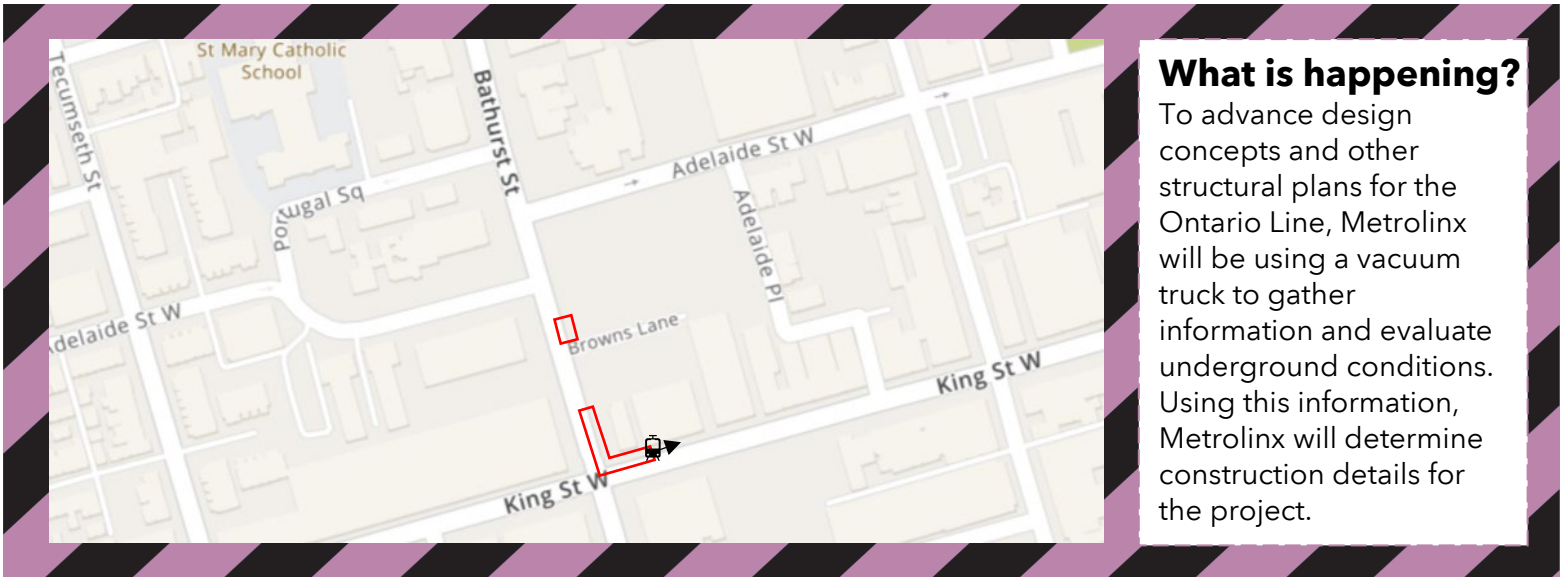 St Mary Catholic
School
Tecumseth St
Bathurst St
Adelaide St W
Portugal Sq
Adelaide Pl
Adelaide St W
Browns Lane
King St W
King St W
What is happening?
To advance design
concepts and other
structural plans for the
Ontario Line, Metrolinx
will be using a vacuum
truck to gather
information and evaluate
underground conditions.
Using this information,
Metrolinx will determine
construction details for
the project.